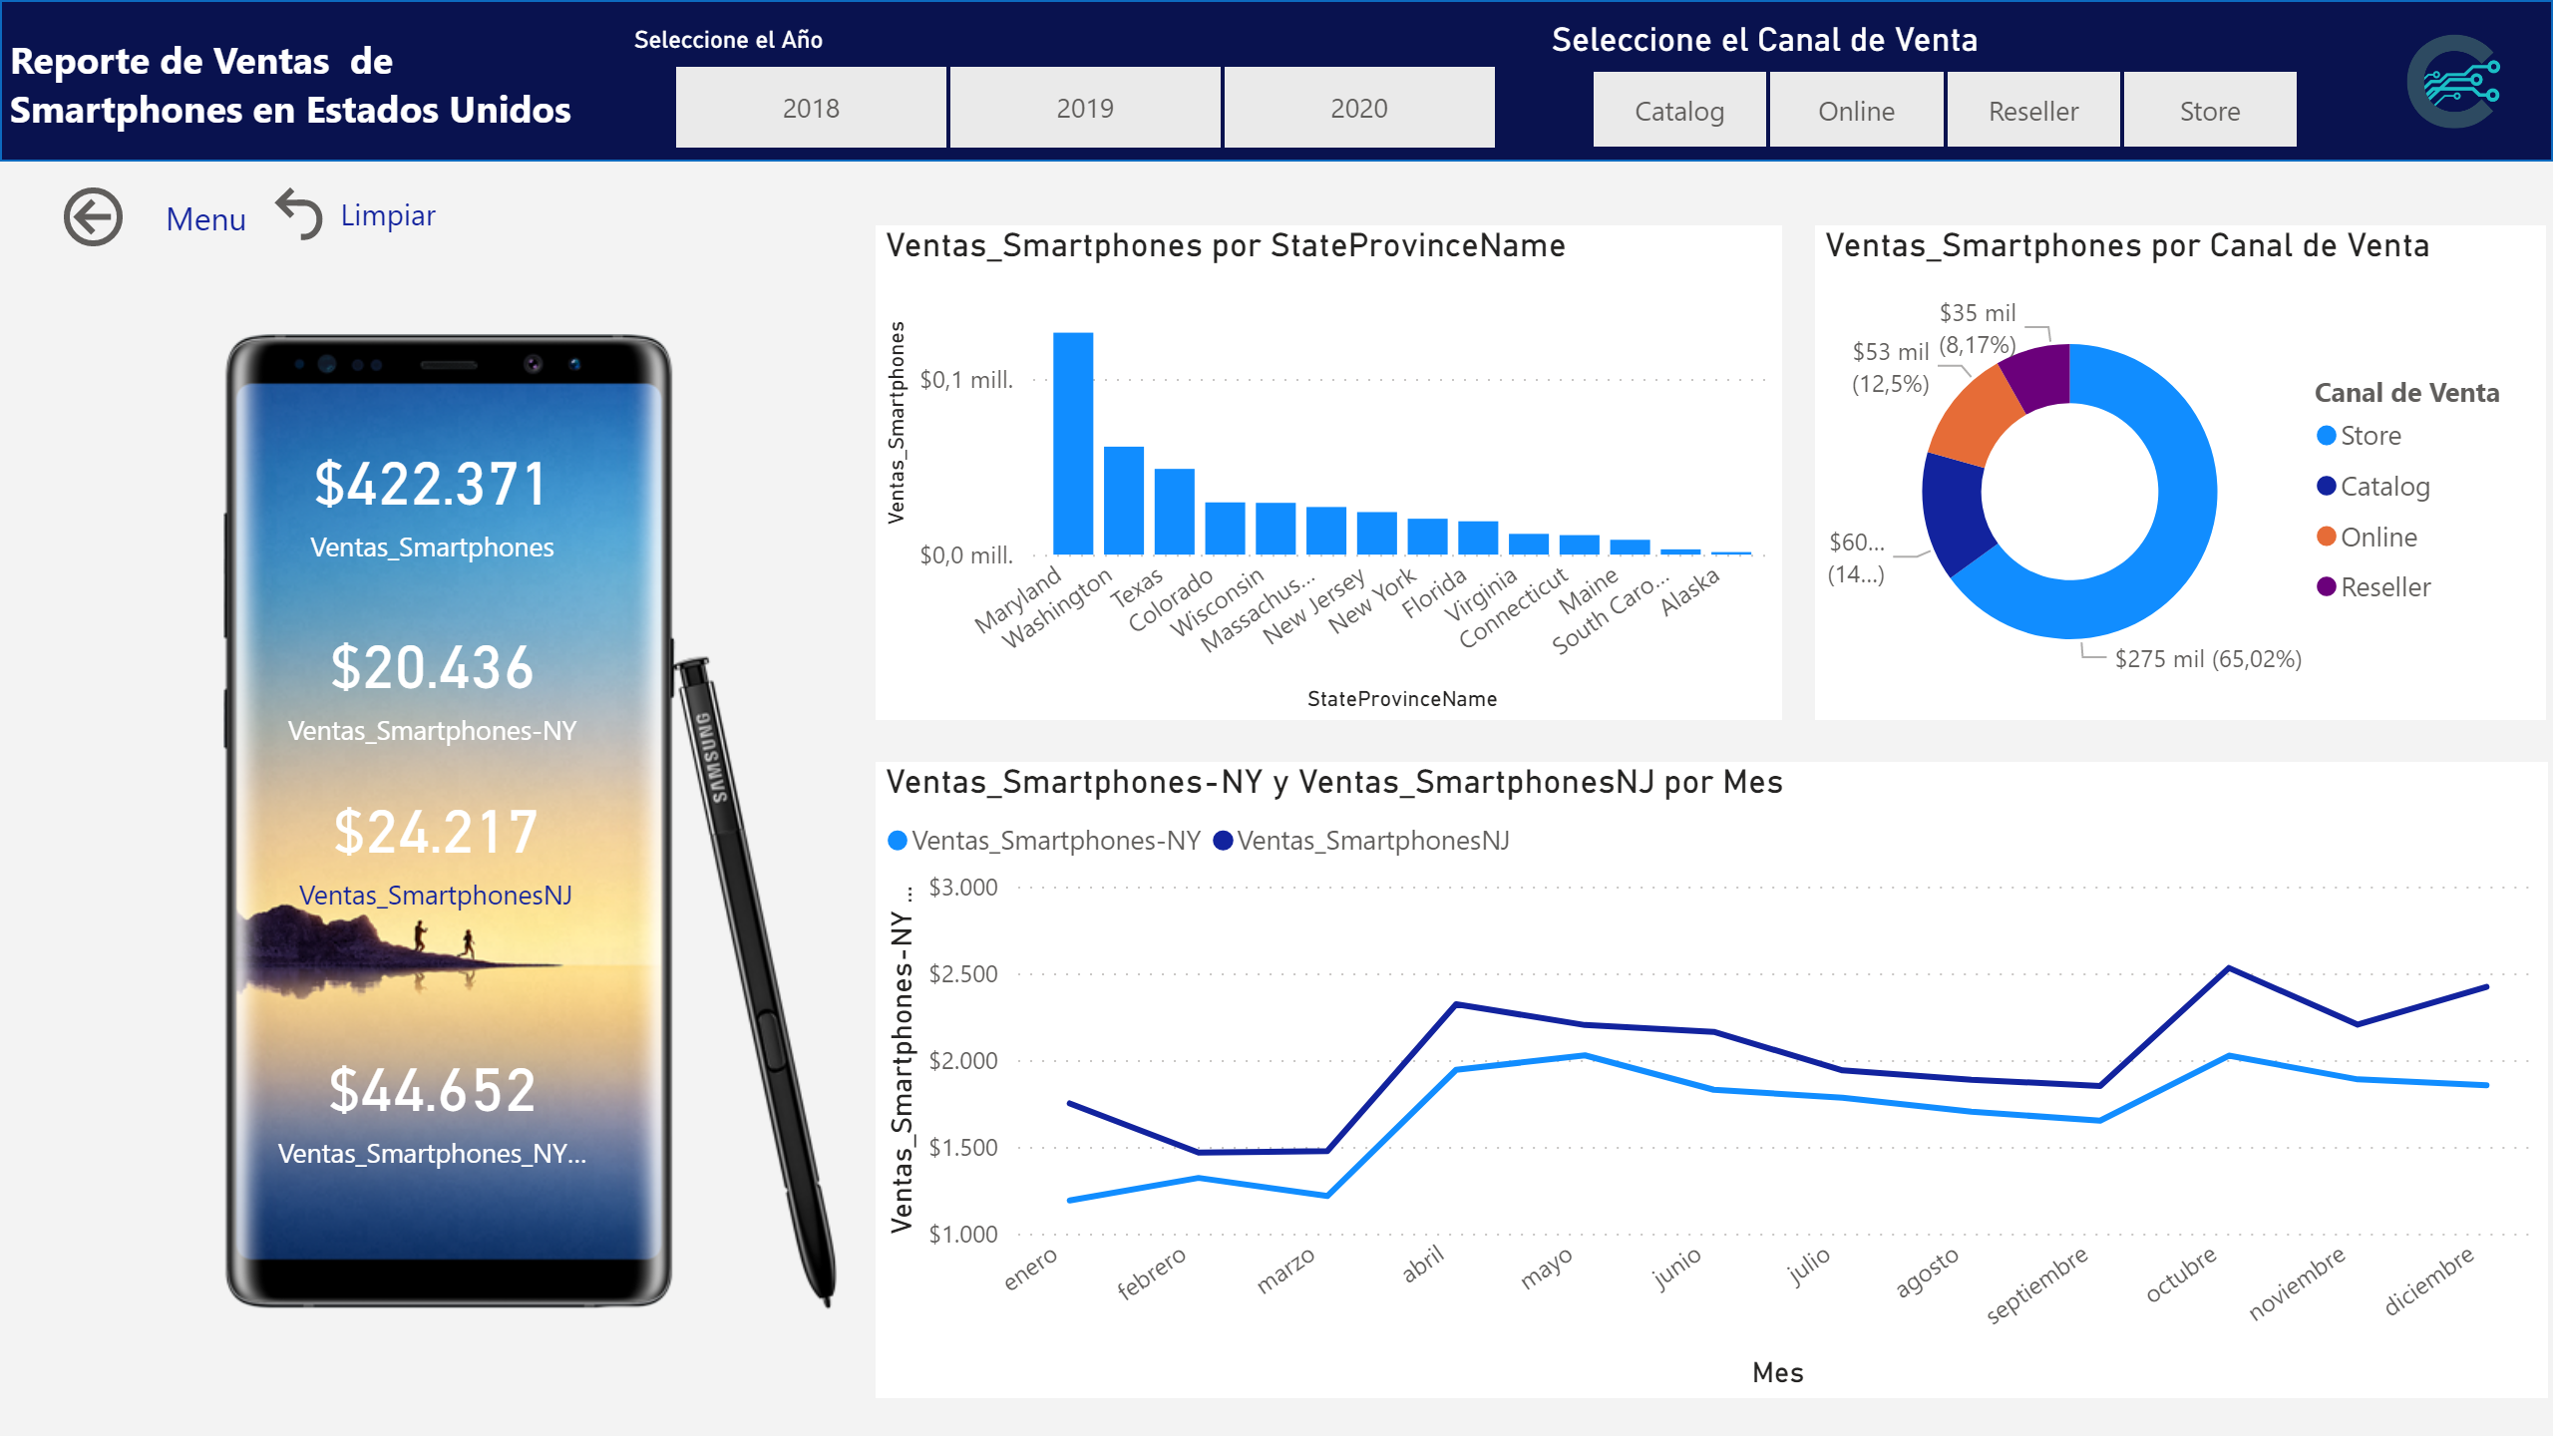 Reporte de Ventas  de
Smartphones en Estados Unidos
Seleccione el Año
2018
2019
2020
Seleccione el Canal de Venta
Catalog
Online
Reseller
Store
Menu
Limpiar
$422.371
Ventas_Smartphones
$20.436
Ventas_Smartphones-NY
$24.217
Ventas_SmartphonesNJ
$44.652
Ventas_Smartphones_NY...
SAMSUNG
Ventas_Smartphones por StateProvinceName
Ventas_Smartphones
$0,1 mill.
$0,0 mill.
Maryland
Washington
Texas
Colorado
Wisconsin
Massachus...
New Jersey
New York
Florida
Virginia
Connecticut
Maine
South Caro...
Alaska
StateProvinceName
Ventas_Smartphones por Canal de Venta
$35 mil
(8,17%)
$53 mil
(12,5%)
$60...
(14...)
$275 mil (65,02%)
Canal de Venta
Store
Catalog
Online
Reseller
Ventas_Smartphones-NY y Ventas_SmartphonesNJ por Mes
Ventas_Smartphones-NY
Ventas_SmartphonesNJ
Ventas_Smartphones-NY ...
$3.000
$2.500
$2.000
$1.500
$1.000
enero
febrero
marzo
abril
mayo
junio
julio
agosto
septiembre
octubre
noviembre
diciembre
Mes